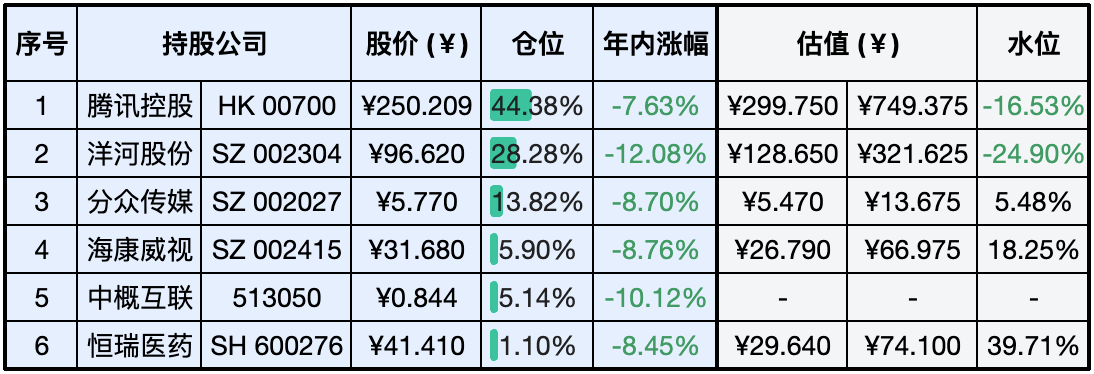 序号 持股公司 股价 (¥) 仓位 年内涨幅 估值 (¥) 水位
1 腾讯控股 HK 00700 ¥250.209 44.38% -7.63% ¥299.750 ¥749.375 -16.53%
2 洋河股份 SZ 002304 ¥96.620 28.28% -12.08% ¥128.650 ¥321.625 -24.90%
3 分众传媒 SZ 002027 ¥5.770 13.82% -8.70% ¥5.470 ¥13.675 5.48%
4 海康威视 SZ 002415 ¥31.680 5.90% -8.76% ¥26.790 ¥66.975 18.25%
5 中概互联 513050 ¥0.844 5.14% -10.12% - - -
6 恒瑞医药 SH 600276 ¥41.410 1.10% -8.45% ¥29.640 ¥74.100 39.71%